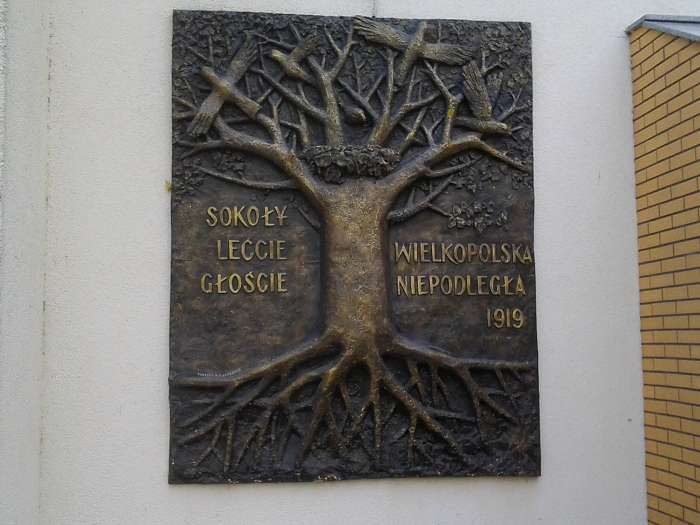 SOKOŁY
LEĆCIE
GŁOŚCIE
WIELKOPOLSKA
NIEPODLEGŁA
1919